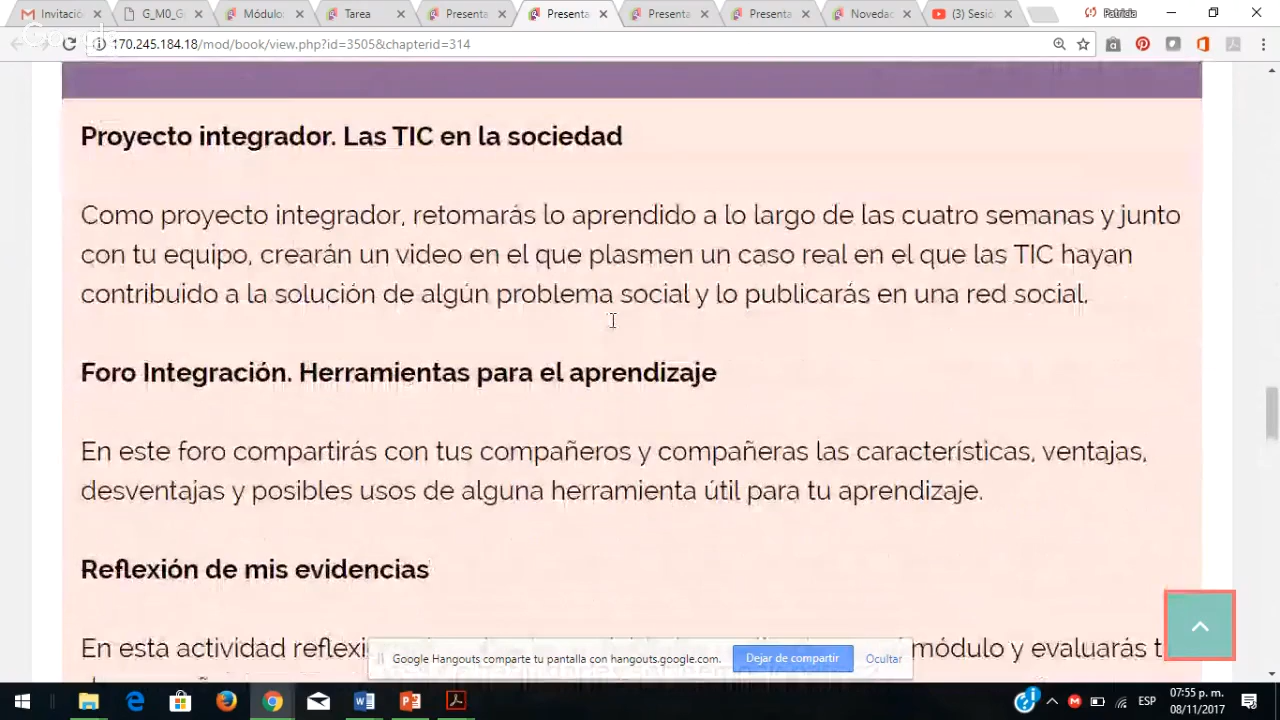 Invitació
G_M0_G
Módulo:
Tarea
Presenta
Presenta
Presenta
Presenta
Novedac
(3) Sesió
Patricia
Google
170.245.184.18/mod/book/view.php?id=3505&chapterid=314
Proyecto integrador. Las TIC en la sociedad
Como proyecto integrador, retomarás lo aprendido a lo largo de las cuatro semanas y junto
con tu equipo, crearán un video en el que plasmen un caso real en el que las TIC hayan
contribuido a la solución de algún problema social y lo publicarás en una red social.
Foro Integración. Herramientas para el aprendizaje
En este foro compartirás con tus compañeros y compañeras las características, ventajas,
desventajas y posibles usos de alguna herramienta útil para tu aprendizaje.
Reflexión de mis evidencias
En esta actividad reflexi módulo y evaluarás t
Google Hangouts comparte tu pantalla con hangouts.google.com. Dejar de compartir Ocultar
ESP
07:55 p. m.
08/11/2017